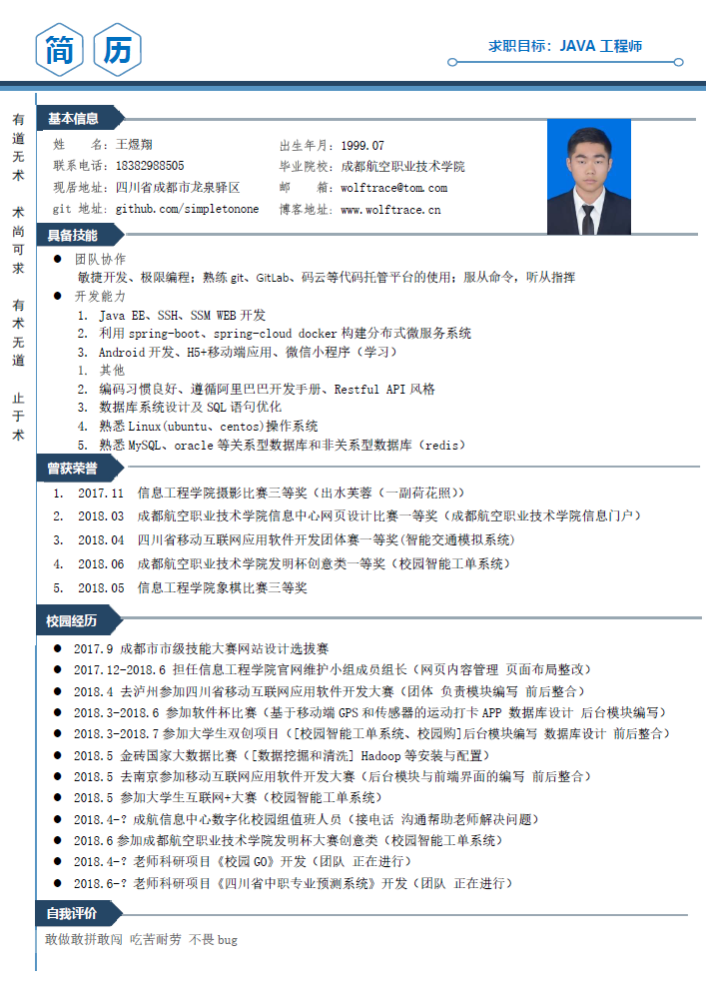 简 历
求职目标：JAVA 工程师
有道无术 术尚可求 有术无道 止于术
基本信息
姓　　名：王煜翔
出生年月：1999.07
联系电话：18382988505
毕业院校：成都航空职业技术学院
现居地址：四川省成都市龙泉驿区
邮　　箱：wolftrace@tom.com
git 地址：github.com/simpletonone
博客地址：www.wolftrace.cn
具备技能
● 团队协作
敏捷开发、极限编程；熟练git、GitLab、码云等代码托管平台的使用；服从命令，听从指挥
● 开发能力
1. Java EE、SSH、SSM WEB 开发
2. 利用 spring-boot、spring-cloud docker 构建分布式微服务系统
3. Android 开发、H5+移动端应用、微信小程序（学习）
1. 其他
2. 编码习惯良好、遵循阿里巴巴开发手册、Restful API 风格
3. 数据库系统设计及 SQL 语句优化
4. 熟悉 Linux(ubuntu、centos)操作系统
5. 熟悉 MySQL、oracle 等关系型数据库和非关系型数据库（redis）
曾获荣誉
1. 2017.11 信息工程学院摄影比赛三等奖（出水芙蓉（一副荷花照））
2. 2018.03 成都航空职业技术学院信息中心网页设计比赛一等奖（成都航空职业技术学院信息门户）
3. 2018.04 四川省移动互联网应用软件开发团体赛一等奖(智能交通模拟系统)
4. 2018.06 成都航空职业技术学院发明杯创意类一等奖（校园智能工单系统）
5. 2018.05 信息工程学院象棋比赛三等奖
校园经历
● 2017.9 成都市市级技能大赛网站设计选拔赛
● 2017.12-2018.6 担任信息工程学院官网维护小组成员组长（网页内容管理 页面布局整改）
● 2018.4 去泸州参加四川省移动互联网应用软件开发大赛（团体 负责模块编写 前后整合）
● 2018.3-2018.6 参加软件杯比赛（基于移动端 GPS 和传感器的运动打卡 APP 数据库设计 后台模块编写）
● 2018.3-2018.7 参加大学生双创项目（[校园智能工单系统、校园购]后台模块编写 数据库设计 前后整合）
● 2018.5 金砖国家大数据比赛（[数据挖掘和清洗] Hadoop 等安装与配置）
● 2018.5 去南京参加移动互联网应用软件开发大赛（后台模块与前端界面的编写 前后整合）
● 2018.5 参加大学生互联网+大赛（校园智能工单系统）
● 2018.4-？成航信息中心数字化校园组值班人员（接电话 沟通帮助老师解决问题）
● 2018.6 参加成都航空职业技术学院发明杯大赛创意类（校园智能工单系统）
● 2018.4-？老师科研项目《校园 GO》开发（团队 正在进行）
● 2018.6-？老师科研项目《四川省中职专业预测系统》开发（团队 正在进行）
自我评价
敢做敢拼敢闯 吃苦耐劳 不畏 bug